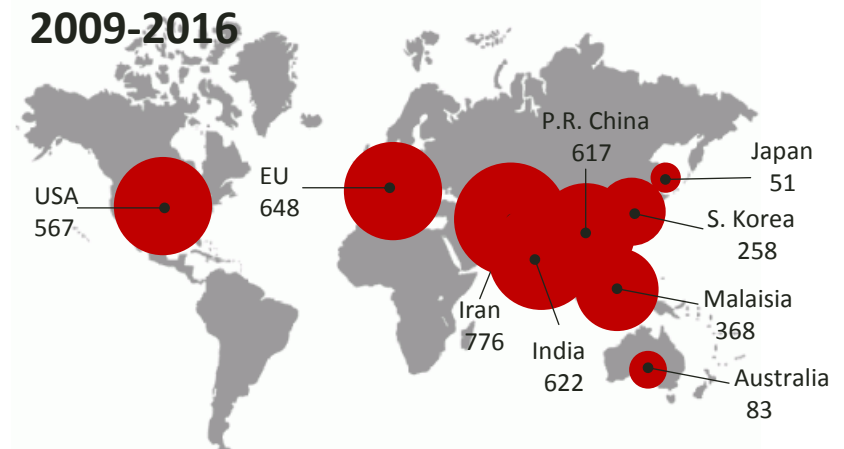 2009-2016
P.R. China
617
Japan
51
EU
648
USA
567
S. Korea
258
Malaisia
368
Iran
776
India
622
Australia
83